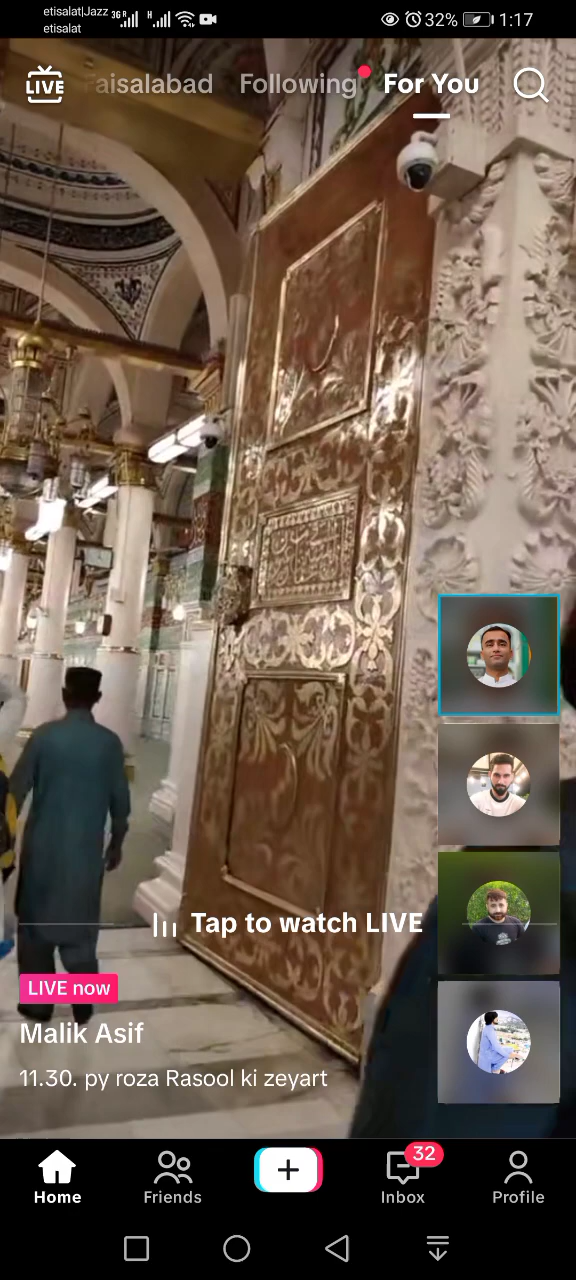 etisalat|Jazz 3G R H 32% 1:17
etisalat
LIVE aisalabad Following For You
Tap to watch LIVE
LIVE now
Malik Asif
11.30. py roza Rasool ki zeyart
32
Home Friends Inbox Profile